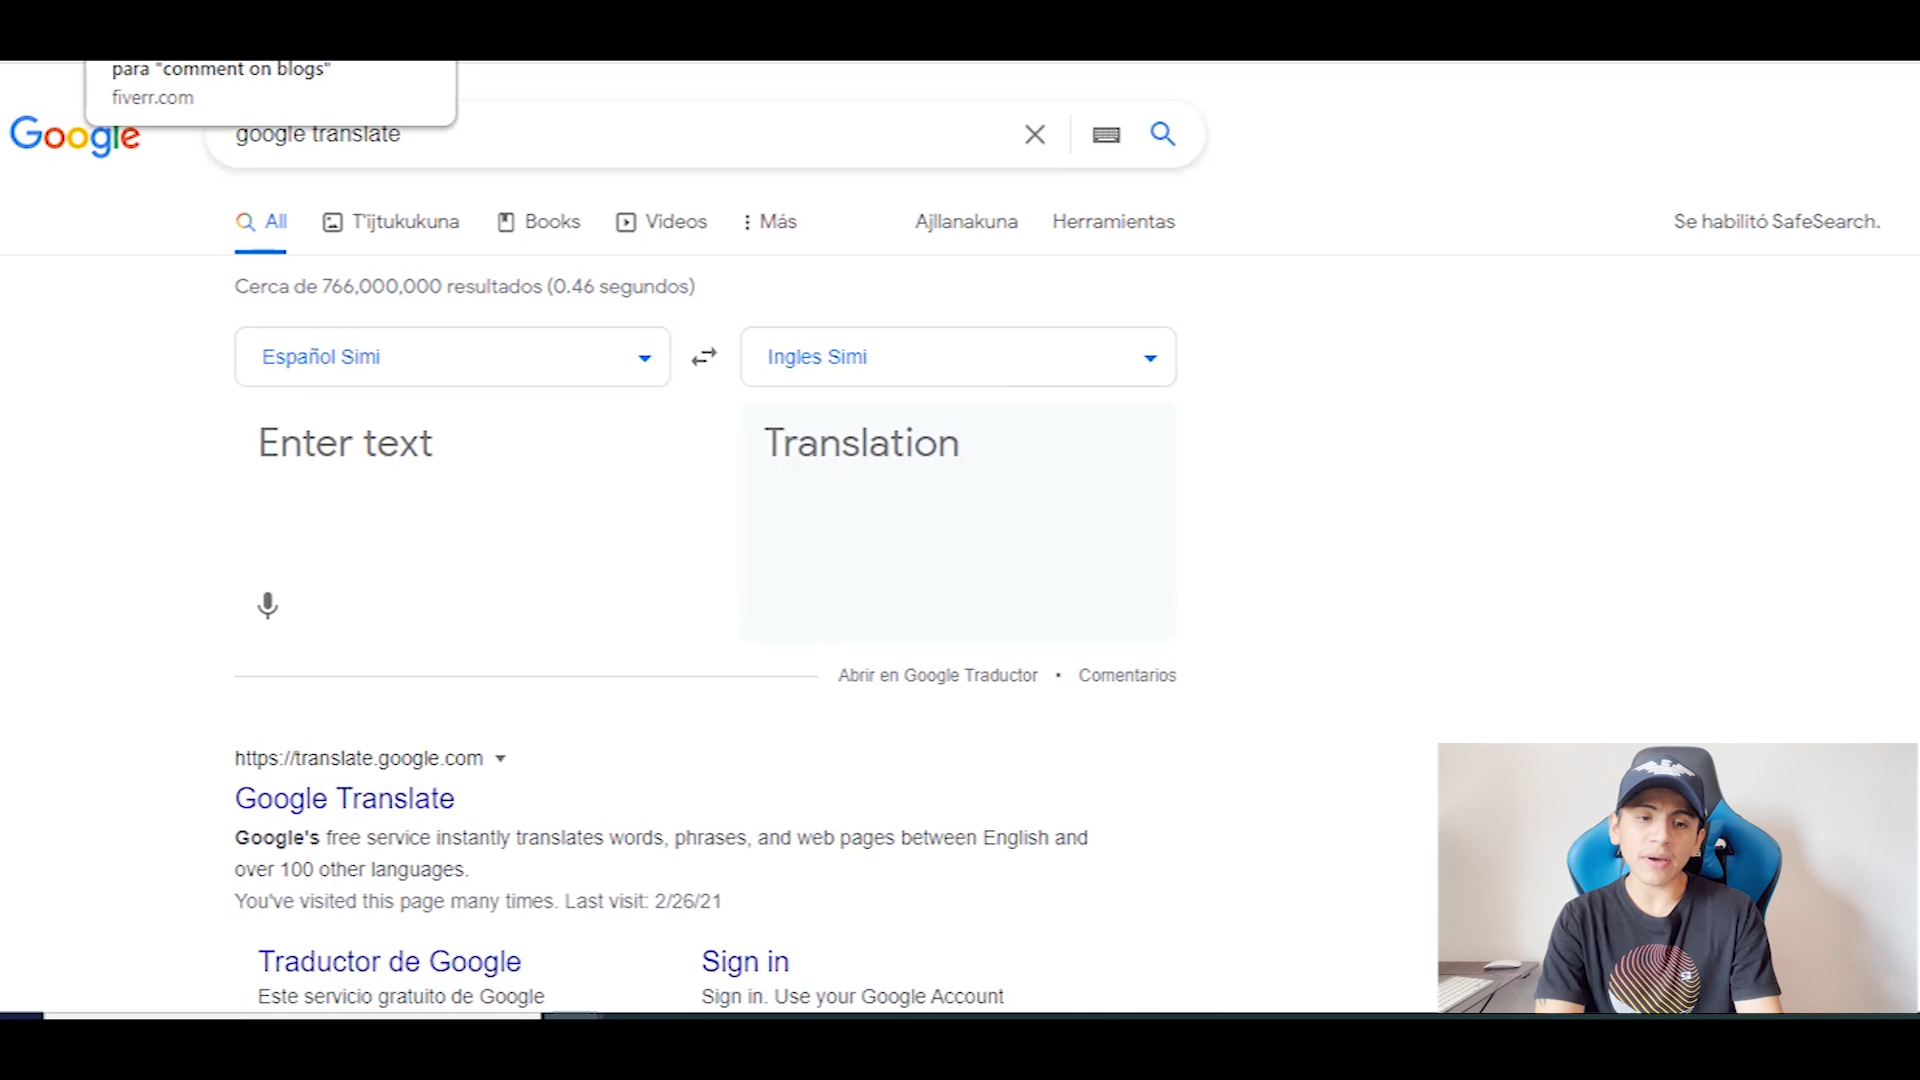 para "comment on blogs"
fiverr.com
Google
google translate
All
T'ijtukukuna
Books
Videos
Más
Ajllanakuna
Herramientas
Se habilitó SafeSearch.
Cerca de 766,000,000 resultados (0.46 segundos)
Español Simi
Ingles Simi
Enter text
Translation
Abrir en Google Traductor • Comentarios
https://translate.google.com
Google Translate
Google's free service instantly translates words, phrases, and web pages between English and
over 100 other languages.
You've visited this page many times. Last visit: 2/26/21
Traductor de Google
Sign in
Este servicio gratuito de Google
Sign in. Use your Google Account